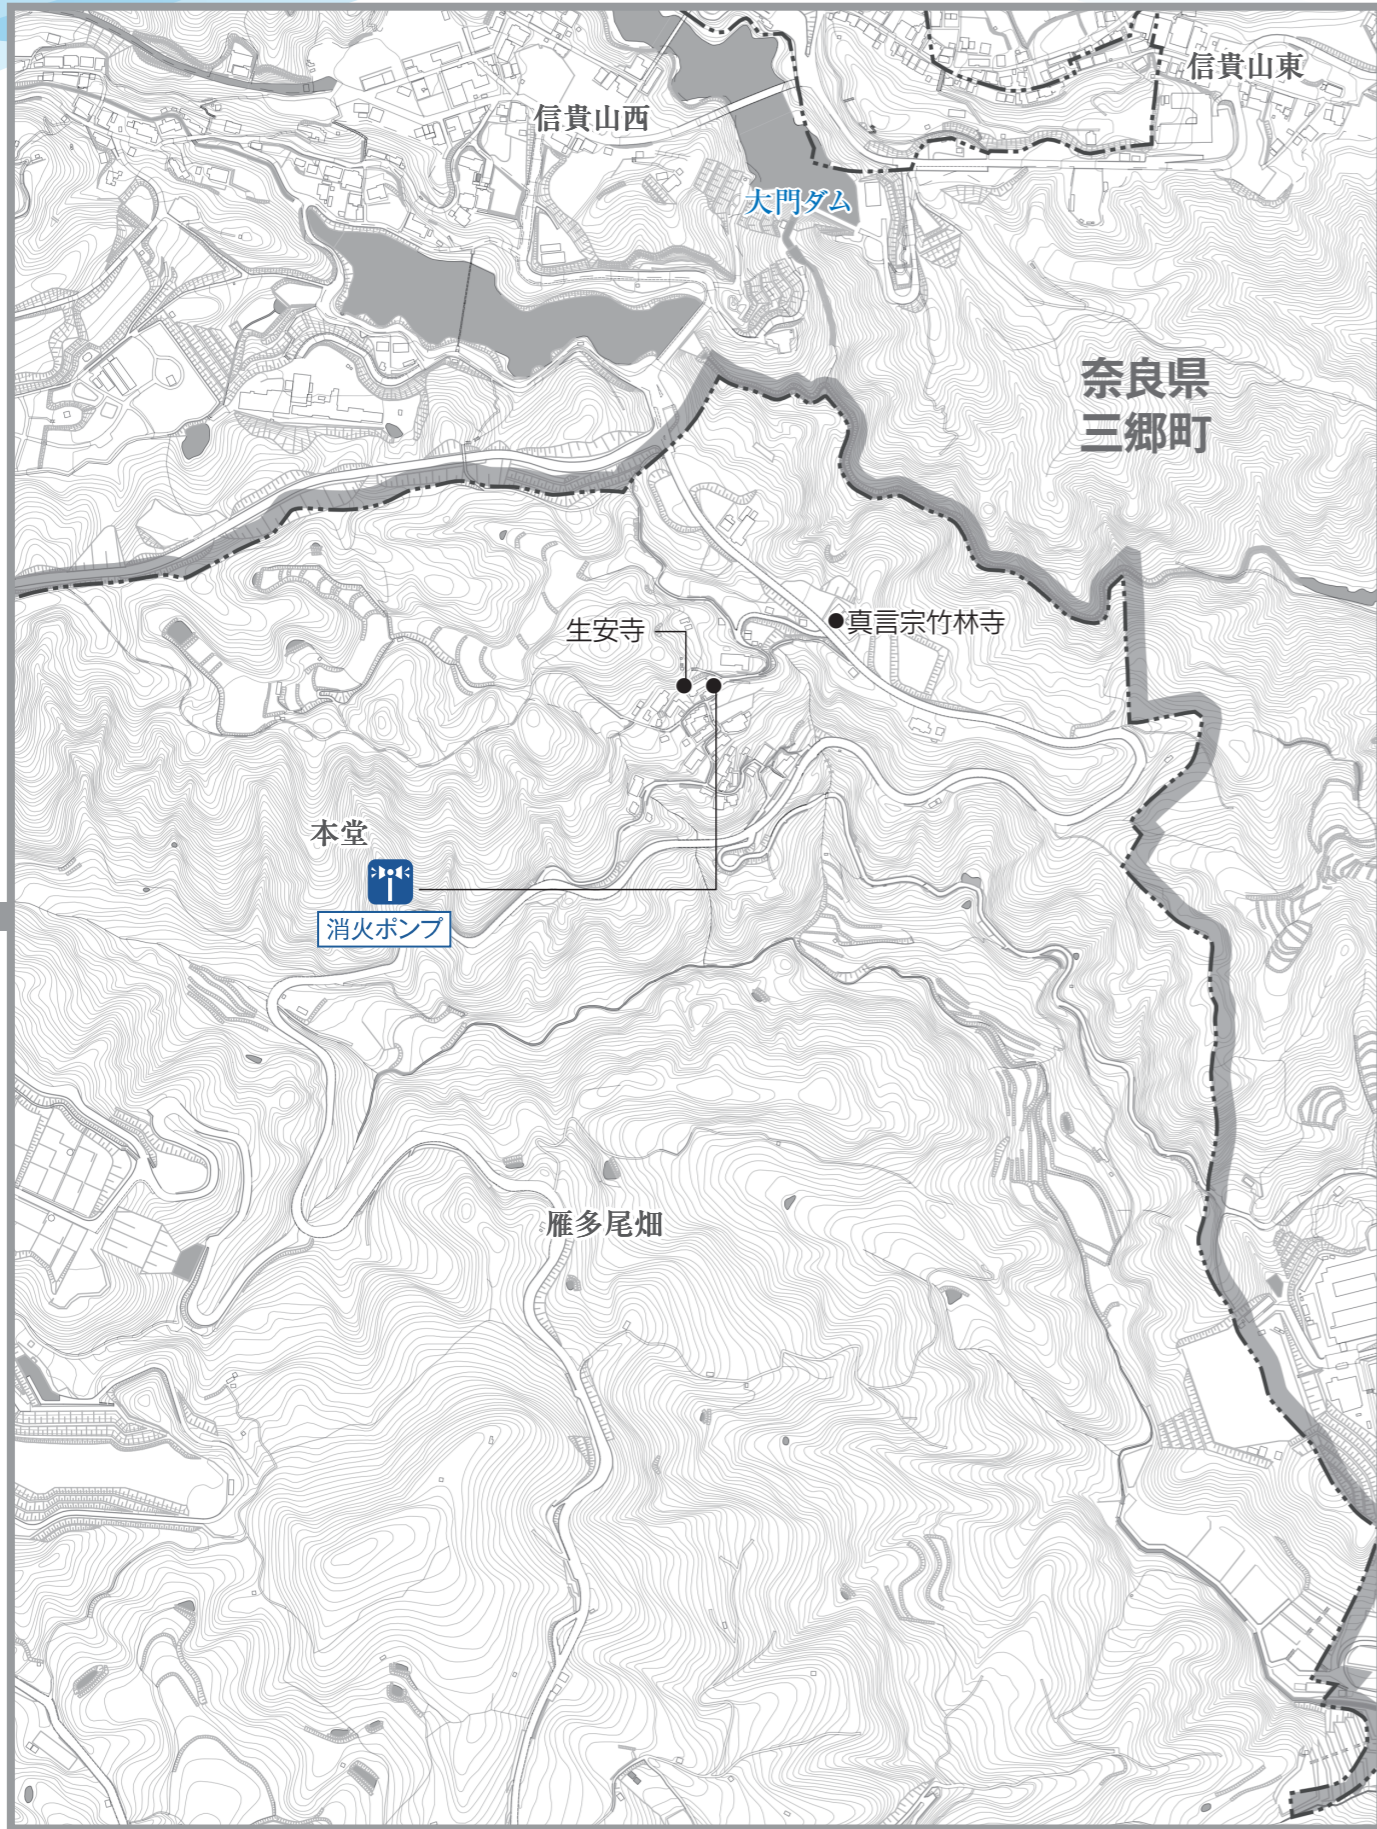 信貴山東
信貴山西
大門ダム
奈良県
三郷町
真言宗竹林寺
生安寺
本堂
消火ポンプ
雁多尾畑